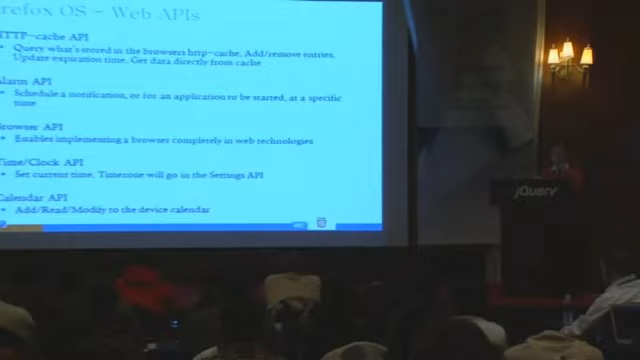 refox OS - Web APIs
HTTP-cache API
• Query what's stored in the browsers http-cache, Add/remove entries.
Update expiration time, Get data directly from cache
Alarm API
• Schedule a notification, or for an application to be started, at a specific
time
Browser API
• Enables implementing a browser completely in web technologies
Time/Clock API
• Set current time, Timezone will go in the Settings API
Calendar API
• Add/Read/Modify to the device calendar
jQuery